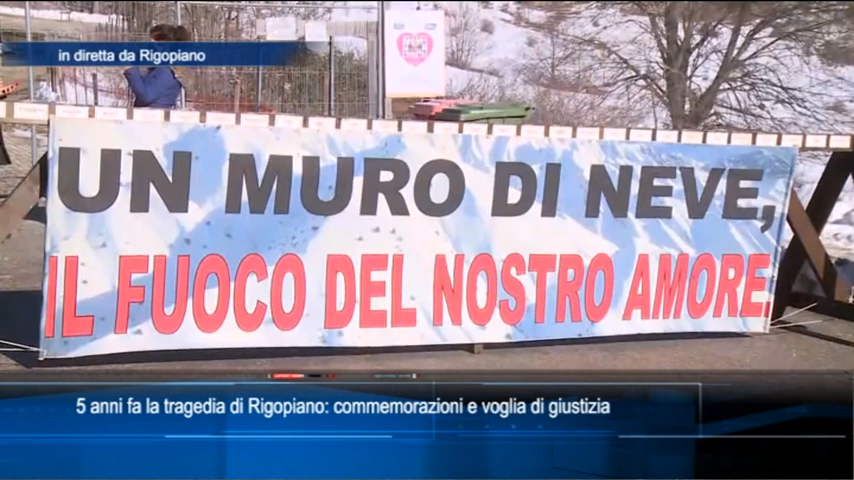 in diretta da Rigopiano
UN MURO DI NEVE,
IL FUOCO DEL NOSTRO AMORE.
5 anni fa la tragedia di Rigopiano: commemorazioni e voglia di giustizia